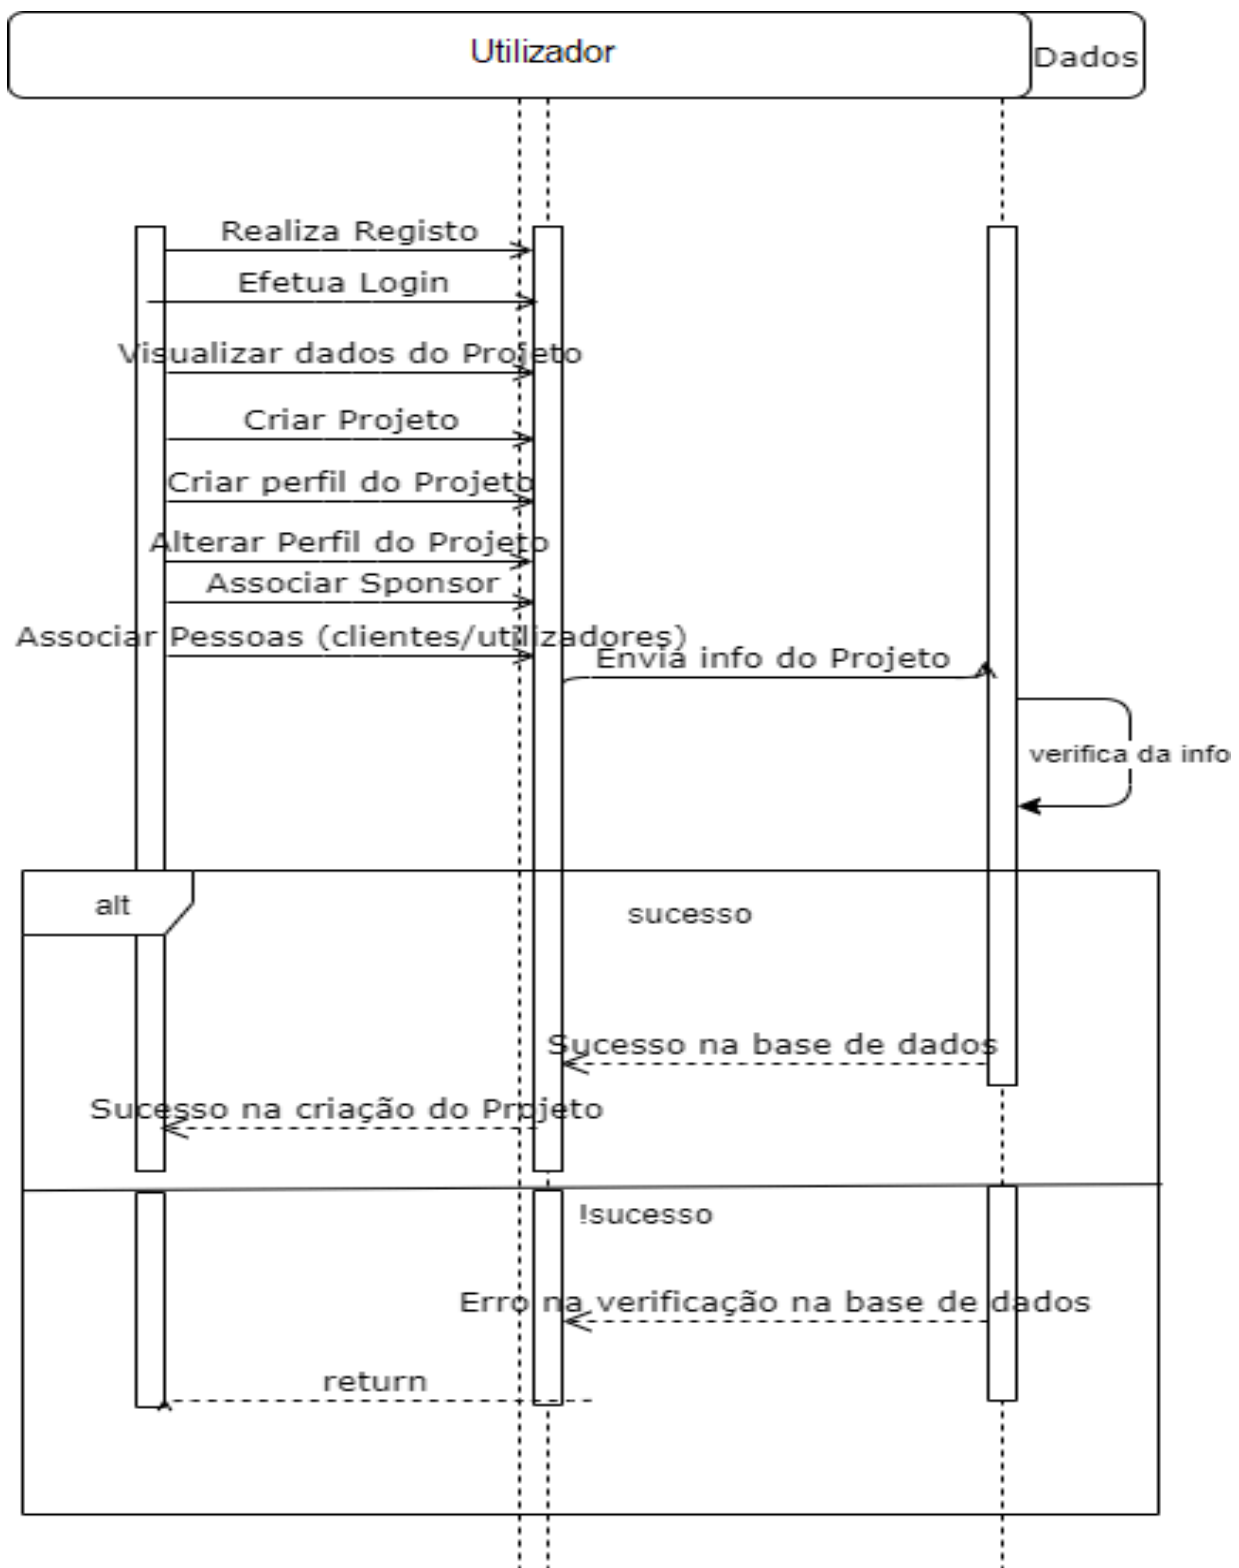 Utilizador
Dados
Realiza Registo
Efetua Login
Visualizar dados do Projeto
Criar Projeto
Criar perfil do Projeto
Alterar Perfil do Projeto
Associar Sponsor
Associar Pessoas (clientes/utilizadores)
Envia info do Projeto
verifica da info
alt
sucesso
Sucesso na base de dados
Sucesso na criação do Projeto
!sucesso
Erro na verificação na base de dados
return